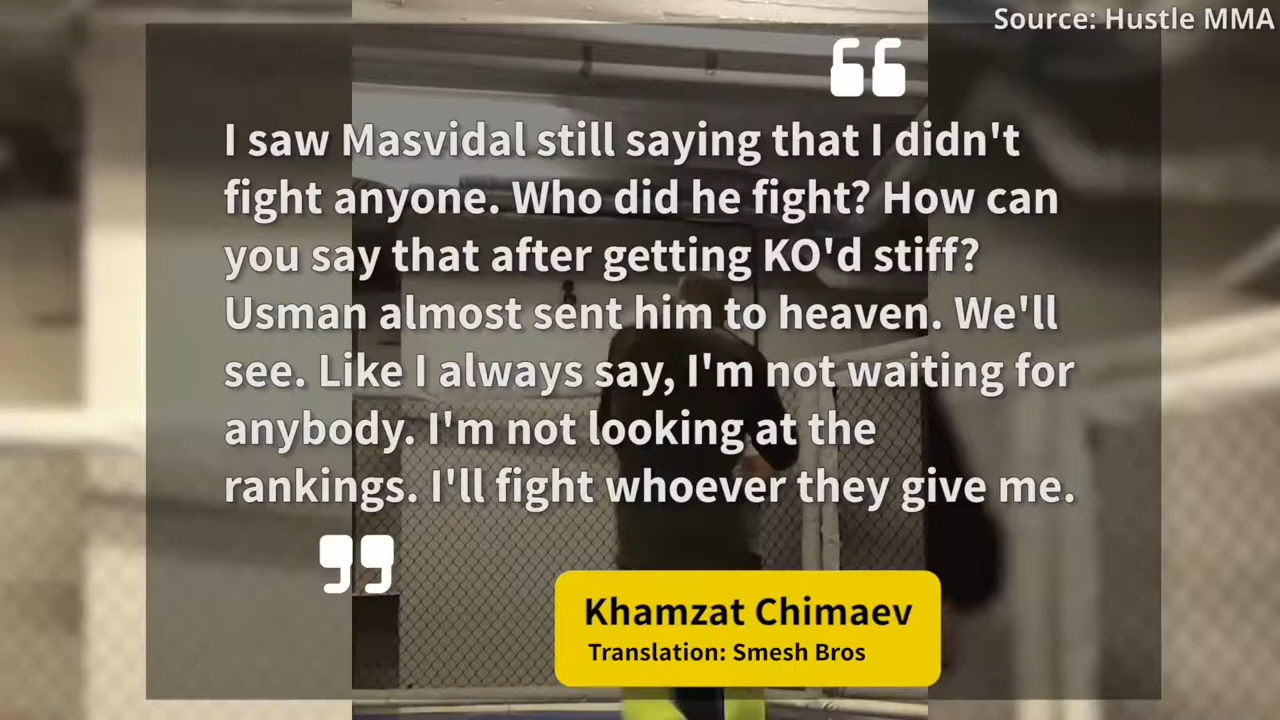 Source: Hustle MMA
I saw Masvidal still saying that I didn't
fight anyone. Who did he fight? How can
you say that after getting KO'd stiff?
Usman almost sent him to heaven. We'll
see. Like I always say, I'm not waiting for
anybody. I'm not looking at the
rankings. I'll fight whoever they give me.
Khamzat Chimaev
Translation: Smesh Bros